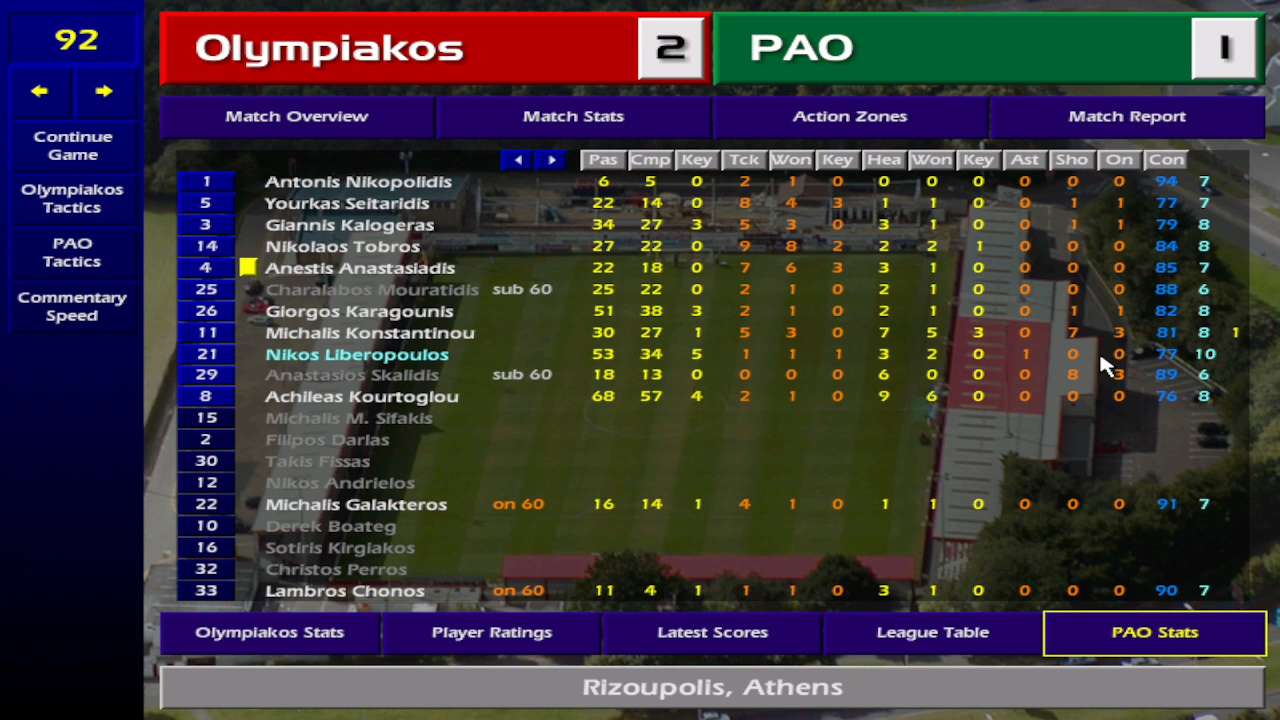 92
Olympiakos 2 PAO 1
Continue Game
Olympiakos Tactics
PAO Tactics
Commentary Speed
Match Overview Match Stats Action Zones Match Report
Pas Cmp Key Tck Won Key Hea Won Key Ast Sho On Con
1 Antonis Nikopolidis 6 5 0 2 1 0 0 0 0 0 0 0 94 7
5 Yourkas Seitaridis 22 14 0 8 4 3 1 1 0 0 1 1 77 7
3 Giannis Kalogeras 34 27 3 5 3 0 3 1 0 0 1 1 79 8
14 Nikolaos Tobros 27 22 0 9 8 2 2 2 1 0 0 0 84 8
4 Anestis Anastasiadis 22 18 0 7 6 3 3 1 0 0 0 0 85 7
25 Charalabos Mouratidis sub 60 25 22 0 2 1 0 2 1 0 0 0 0 88 6
26 Giorgos Karagounis 51 38 3 2 1 0 2 1 0 0 1 1 82 8
11 Michalis Konstantinou 30 27 1 5 3 0 7 5 3 0 7 3 81 8 1
21 Nikos Liberopoulos 53 34 5 1 1 1 3 2 0 1 0 0 77 10
29 Anastasios Skalidis sub 60 18 13 0 0 0 0 6 0 0 0 8 3 89 6
8 Achileas Kourtoglou 68 57 4 2 1 0 9 6 0 0 0 0 76 8
15 Michalis M. Sifakis
2 Filipos Darlas
30 Takis Fissas
12 Nikos Andrielos
22 Michalis Galakteros on 60 16 14 1 4 1 0 1 1 0 0 0 0 91 7
10 Derek Boateg
16 Sotiris Kirgiakos
32 Christos Perros
33 Lambros Chonos on 60 11 4 1 1 1 0 3 1 0 0 0 0 90 7
Olympiakos Stats Player Ratings Latest Scores League Table PAO Stats
Rizoupolis, Athens